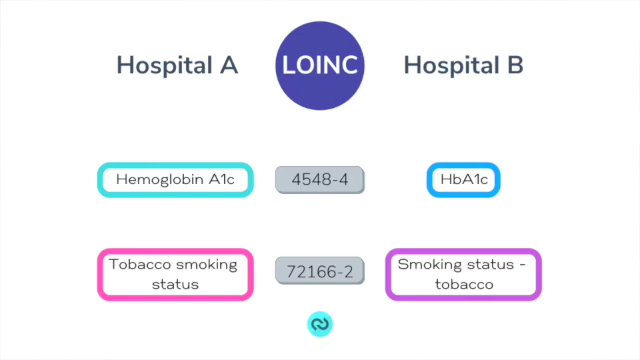 Hospital A
LOINC
Hospital B
Hemoglobin A1c
4548-4
HbA1c
Tobacco smoking
status
72166-2
Smoking status -
tobacco